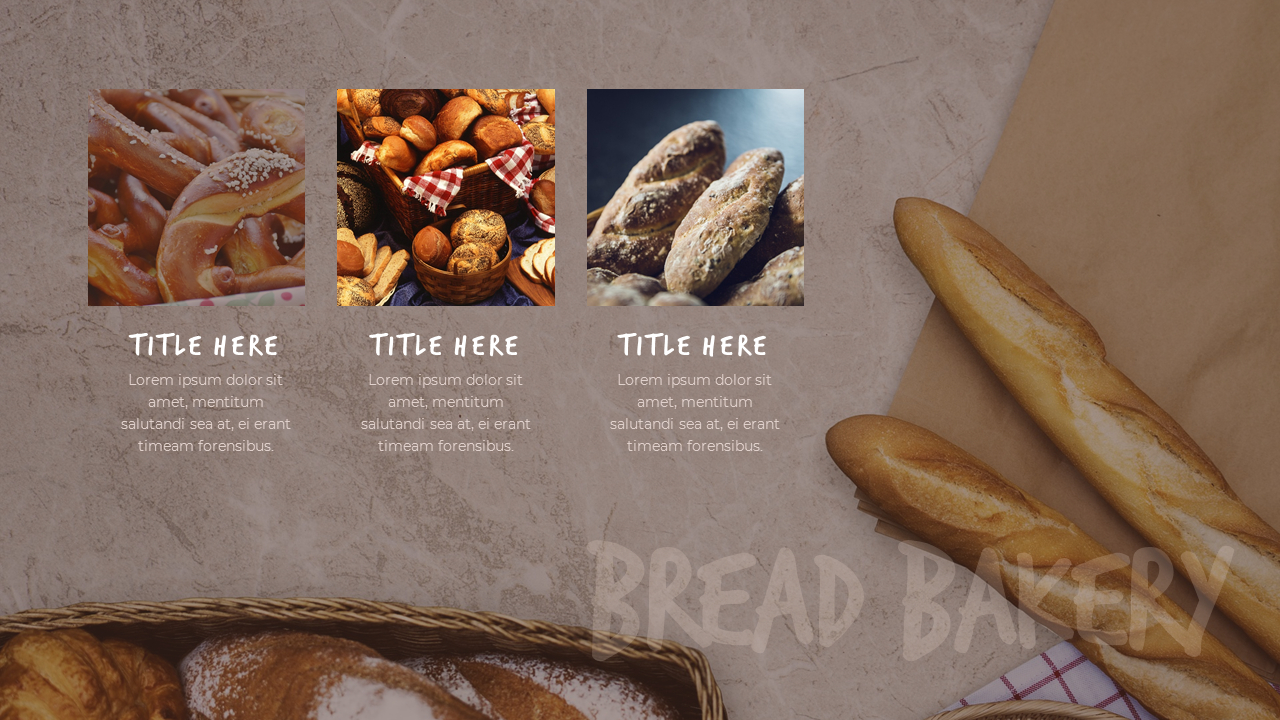 TITLE HERE
Lorem ipsum dolor sit
amet, mentitum
salutandi sea at, ei erant
timeam forensibus.
TITLE HERE
Lorem ipsum dolor sit
amet, mentitum
salutandi sea at, ei erant
timeam forensibus.
TITLE HERE
Lorem ipsum dolor sit
amet, mentitum
salutandi sea at, ei erant
timeam forensibus.
BREAD BAKERY